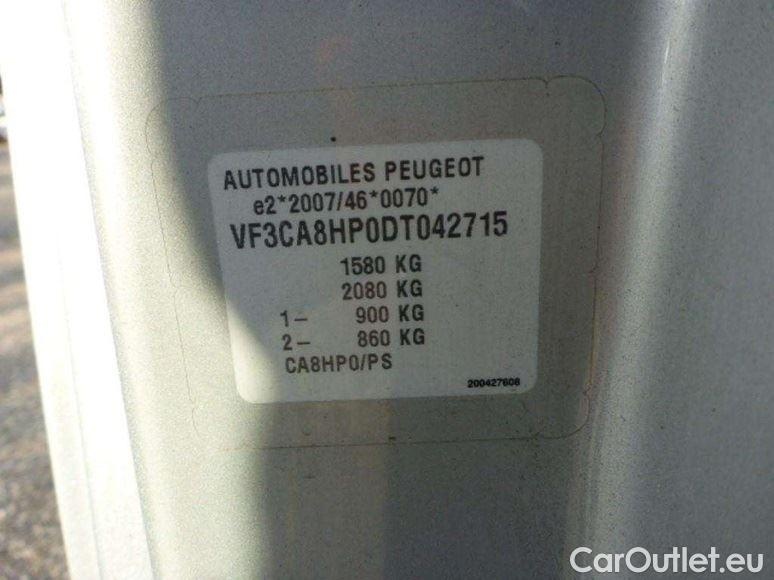 AUTOMOBILES PEUGEOT
e2*2007/46*0070*
VF3CA8HP0DT042715
1580 KG
2080 KG
1– 900 KG
2– 860 KG
CA8HP0/PS
200427608
CarOutlet.eu